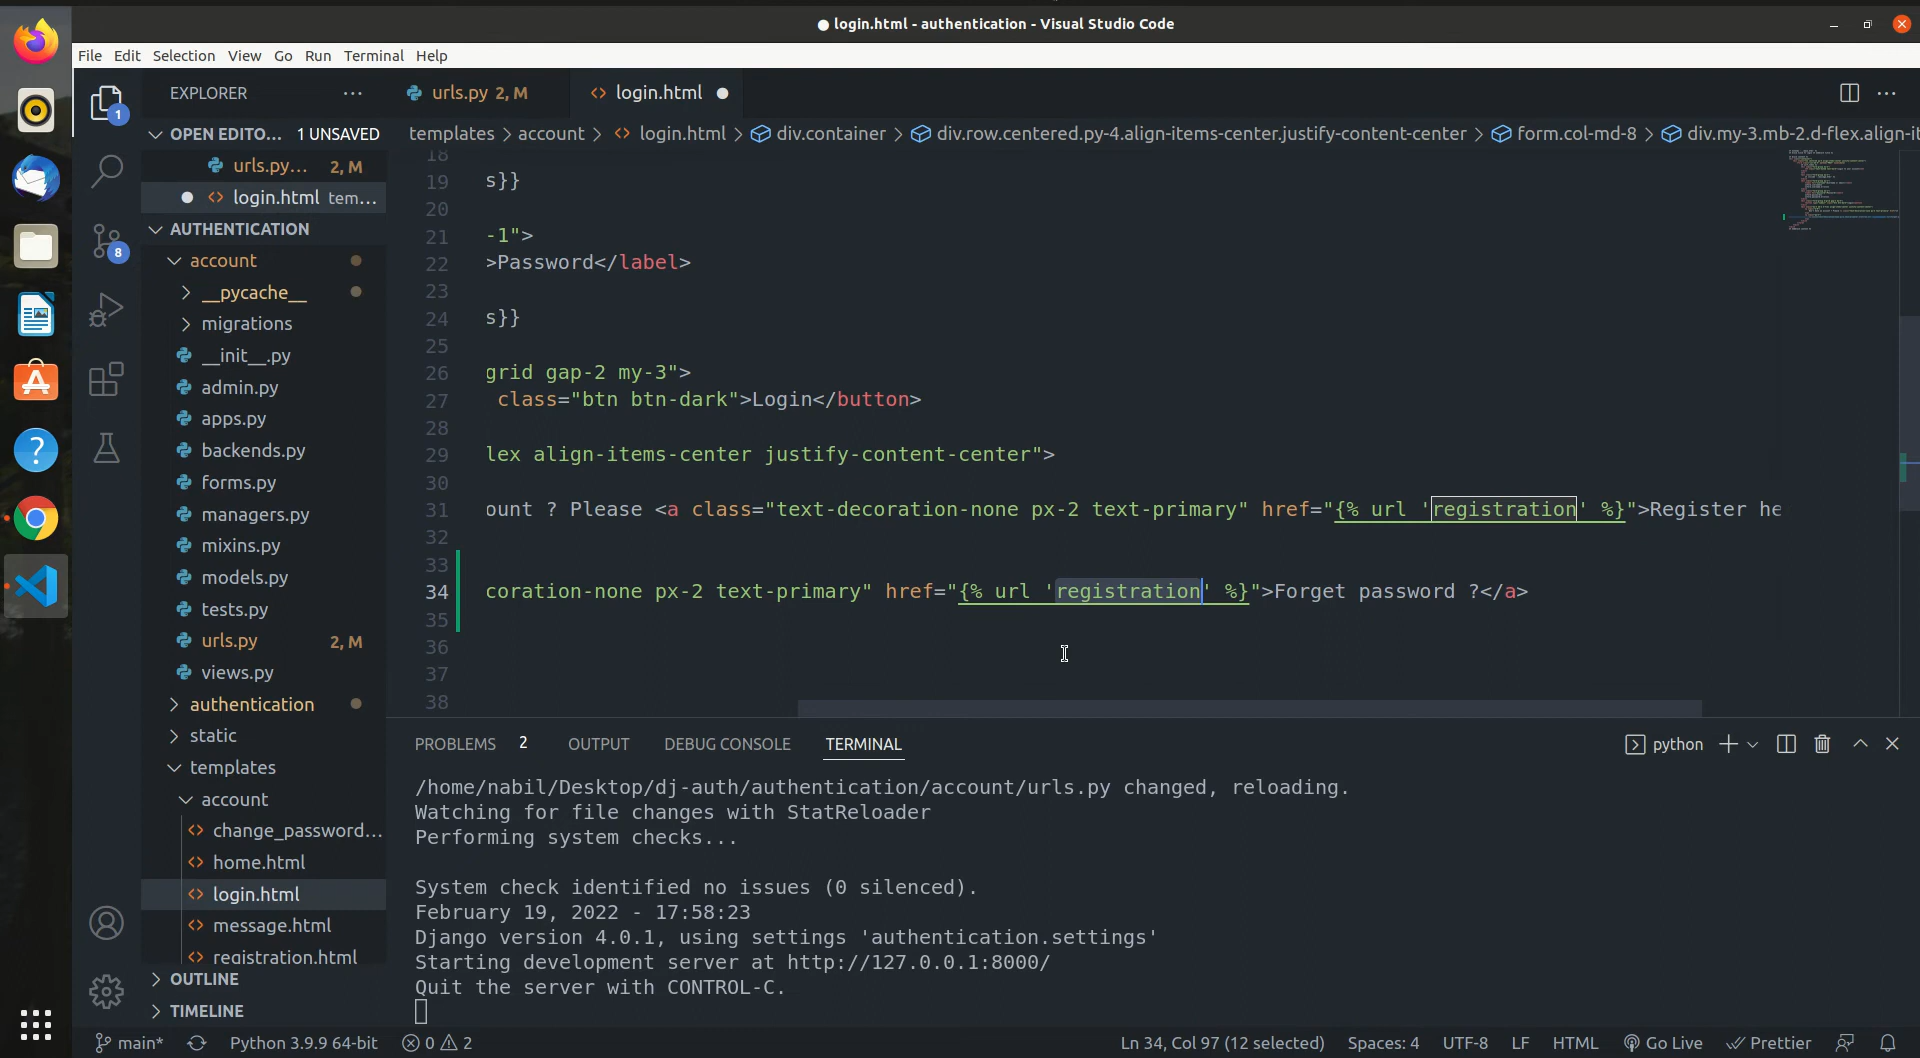 login.html - authentication - Visual Studio Code
File Edit Selection View Go Run Terminal Help
EXPLORER
urls.py 2, M
login.html
OPEN EDITO... 1 UNSAVED
templates > account > login.html > div.container > div.row.centered.py-4.align-items-center.justify-content-center > form.col-md-8 > div.my-3.mb-2.d-flex.align-it
urls.py... 2, M
login.html tem...
AUTHENTICATION
account
__pycache__
migrations
__init__.py
admin.py
apps.py
backends.py
forms.py
managers.py
mixins.py
models.py
tests.py
urls.py 2, M
views.py
authentication
static
templates
account
change_password...
home.html
login.html
message.html
registration.html
OUTLINE
TIMELINE
1
8
18
19 s}}
20
21 -1">
22 >Password</label>
23
24 s}}
25
26 grid gap-2 my-3">
27 class="btn btn-dark">Login</button>
28
29 lex align-items-center justify-content-center">
30
31 ount ? Please <a class="text-decoration-none px-2 text-primary" href="{% url 'registration' %}">Register he
32
33
34 coration-none px-2 text-primary" href="{% url 'registration' %}">Forget password ?</a>
35
36
37
38
PROBLEMS 2 OUTPUT DEBUG CONSOLE TERMINAL
python
/home/nabil/Desktop/dj-auth/authentication/account/urls.py changed, reloading.
Watching for file changes with StatReloader
Performing system checks...
System check identified no issues (0 silenced).
February 19, 2022 - 17:58:23
Django version 4.0.1, using settings 'authentication.settings'
Starting development server at http://127.0.0.1:8000/
Quit the server with CONTROL-C.
main* Python 3.9.9 64-bit 0 2 Ln 34, Col 97 (12 selected) Spaces: 4 UTF-8 LF HTML Go Live Prettier